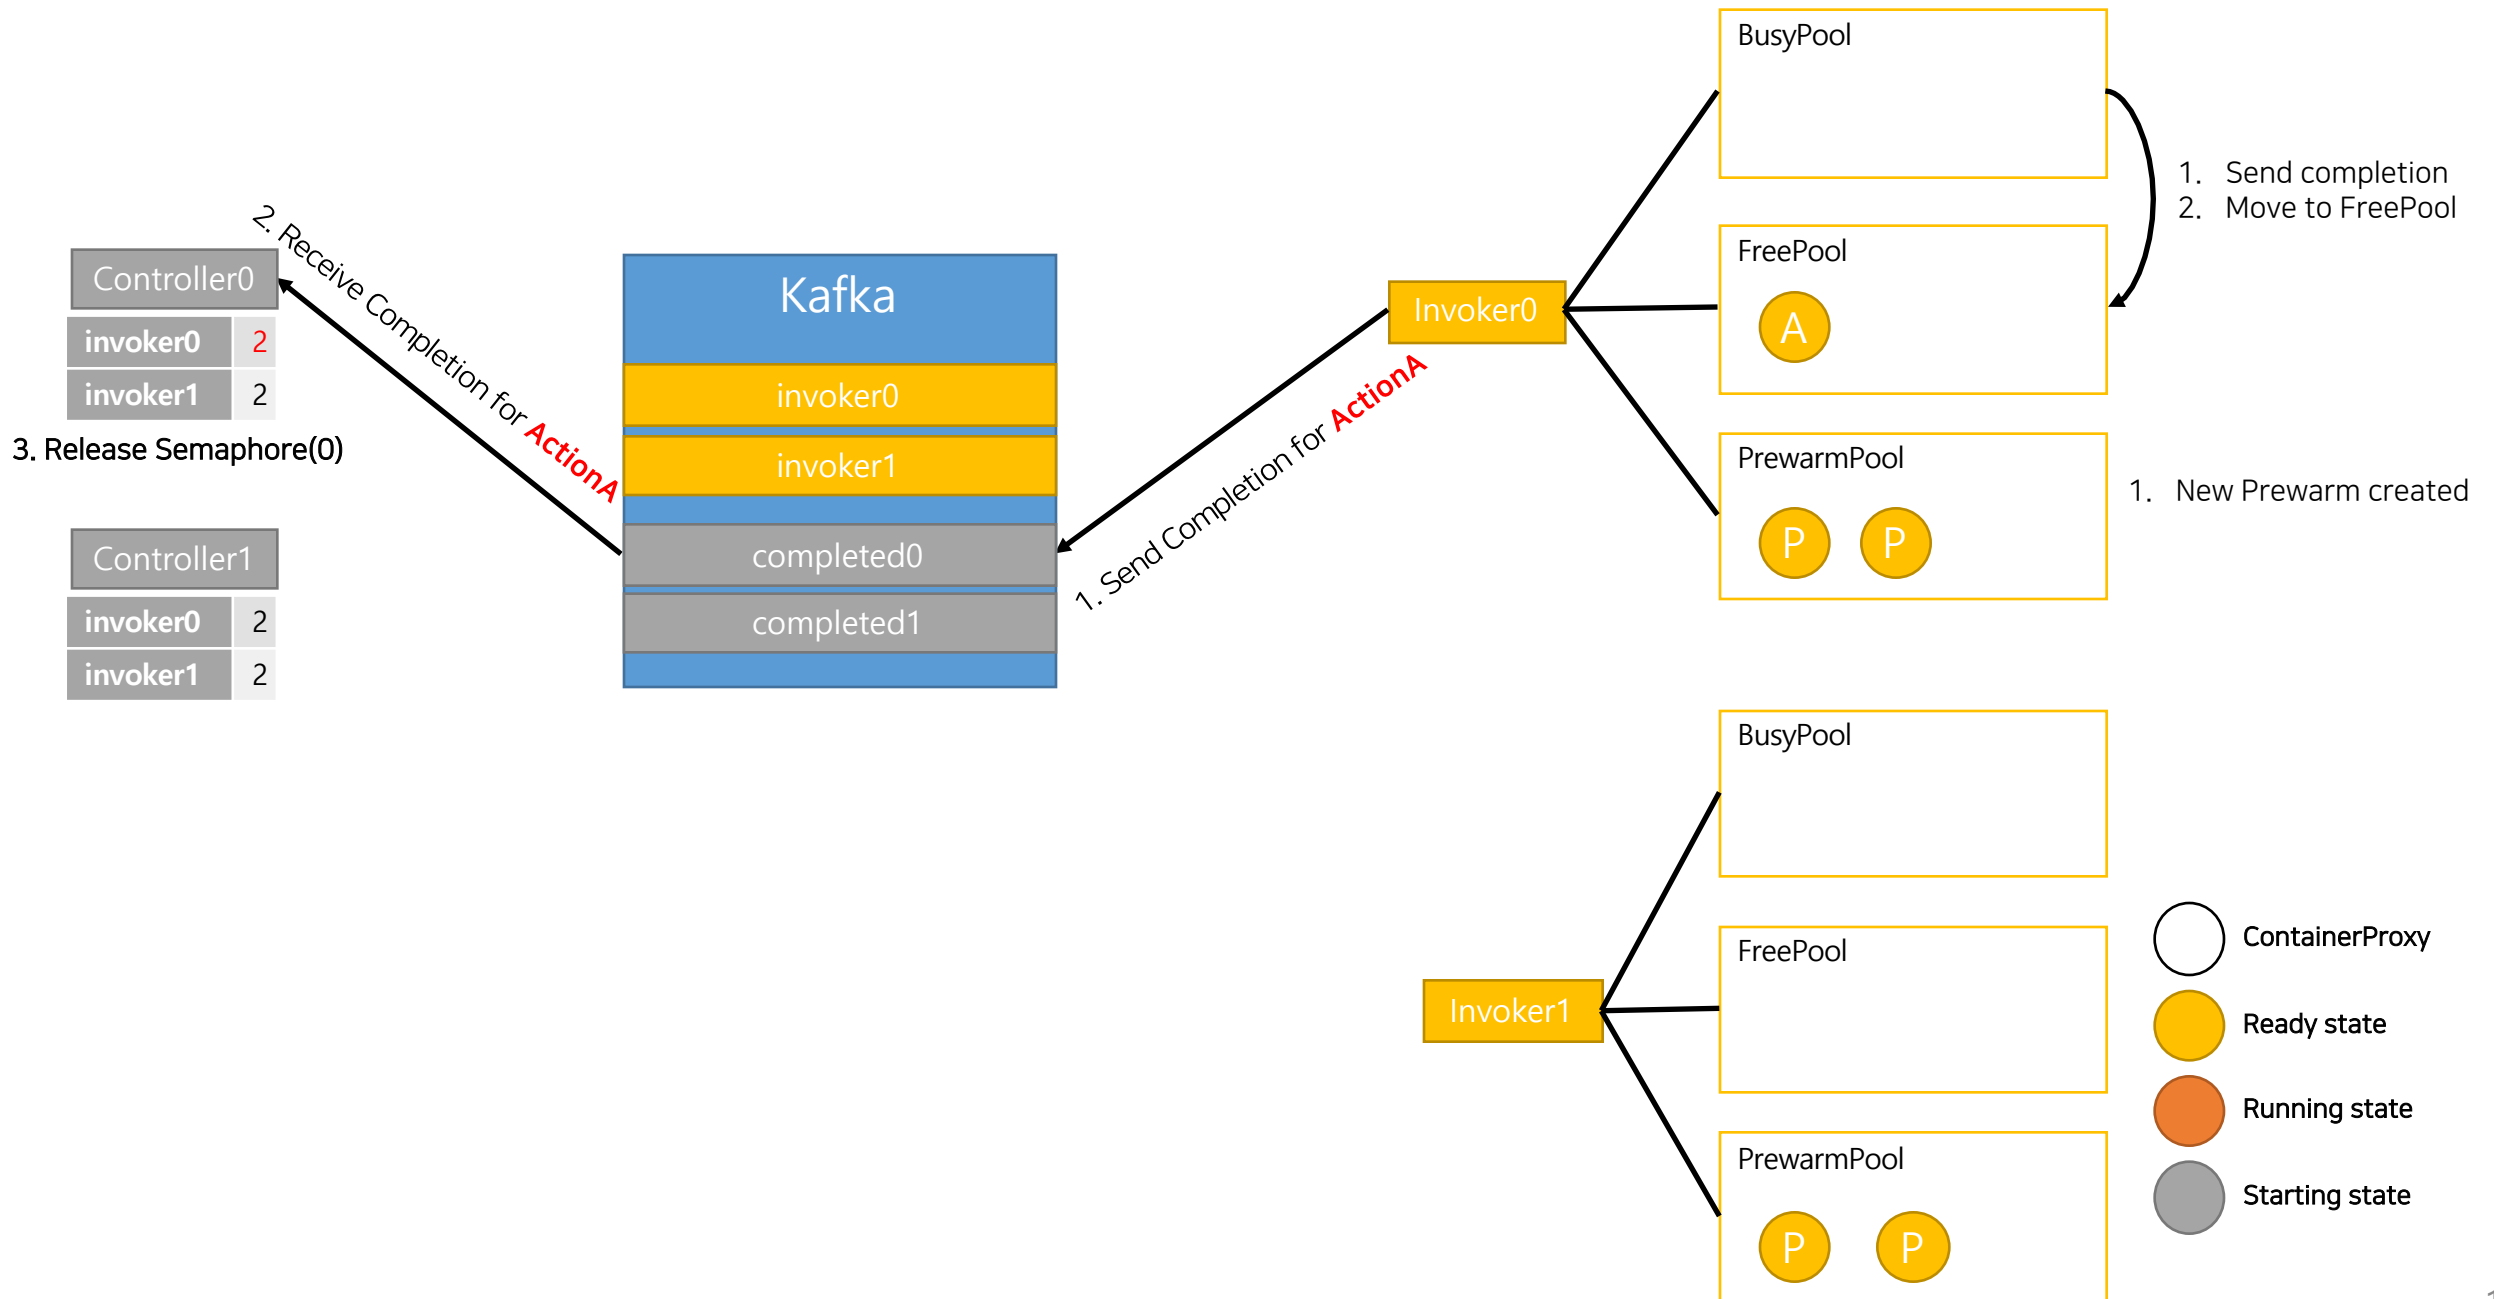 2. Receive Completion for ActionA
Controller0
invoker0 2
invoker1 2
3. Release Semaphore(0)
Controller1
invoker0 2
invoker1 2
Kafka
invoker0
invoker1
completed0
completed1
1. Send Completion for ActionA
Invoker0
BusyPool
FreePool
A
PrewarmPool
P P
1. Send completion
2. Move to FreePool
1. New Prewarm created
Invoker1
BusyPool
FreePool
PrewarmPool
P P
ContainerProxy
Ready state
Running state
Starting state